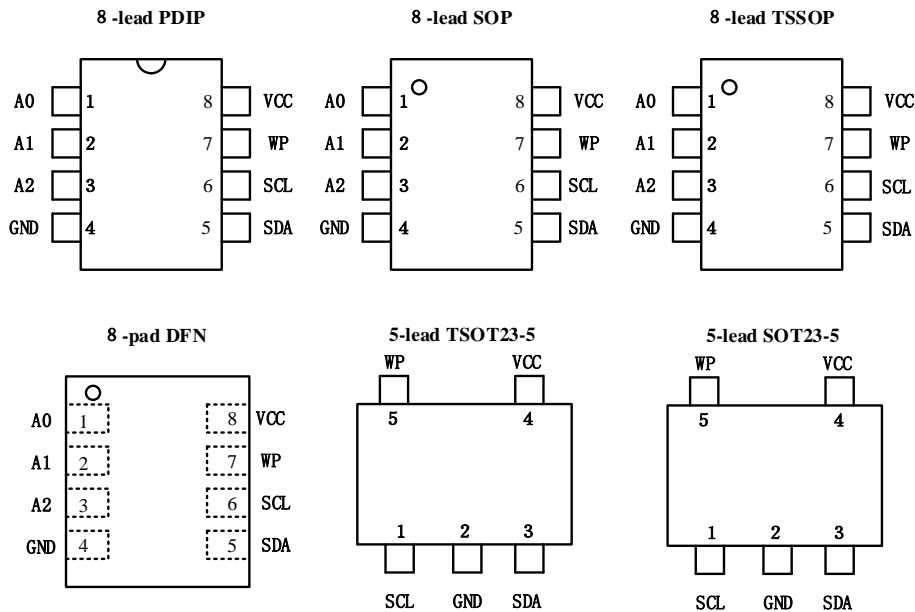 8 -lead PDIP
A0 1 8 VCC
A1 2 7 WP
A2 3 6 SCL
GND 4 5 SDA
8 -lead SOP
A0 1 8 VCC
A1 2 7 WP
A2 3 6 SCL
GND 4 5 SDA
8 -lead TSSOP
A0 1 8 VCC
A1 2 7 WP
A2 3 6 SCL
GND 4 5 SDA
8 -pad DFN
A0 1 8 VCC
A1 2 7 WP
A2 3 6 SCL
GND 4 5 SDA
5-lead TSOT23-5
WP VCC
5 4
1 2 3
SCL GND SDA
5-lead SOT23-5
WP VCC
5 4
1 2 3
SCL GND SDA